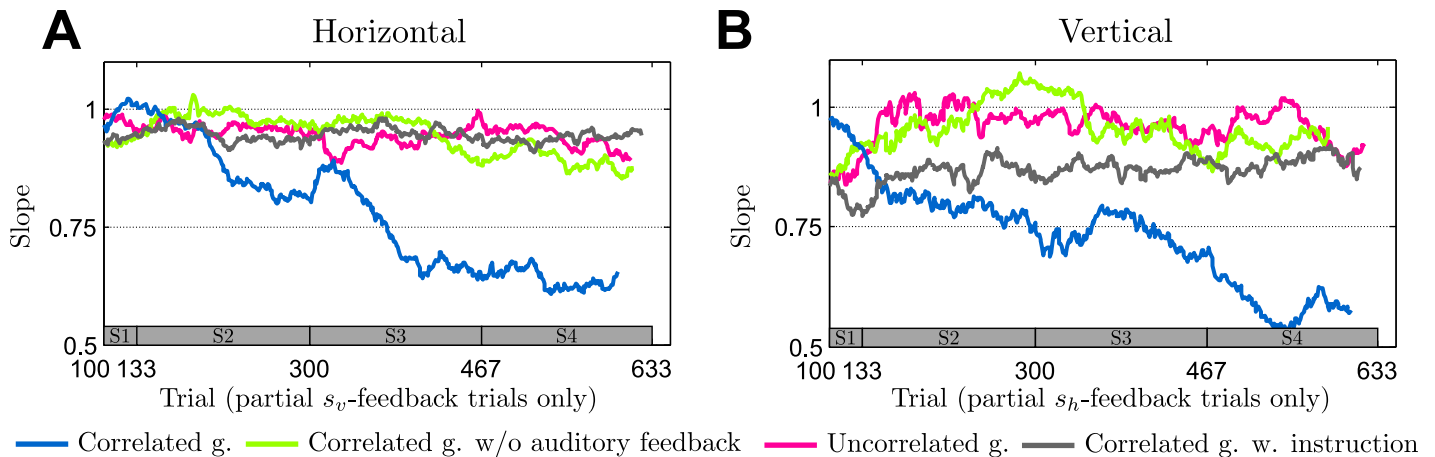 A
Horizontal
Slope
1
0.75
0.5
S1
S2
S3
S4
100 133 300 467 633
Trial (partial sᵥ-feedback trials only)
B
Vertical
Slope
1
0.75
0.5
S1
S2
S3
S4
100 133 300 467 633
Trial (partial sₕ-feedback trials only)
Correlated g. Correlated g. w/o auditory feedback Uncorrelated g. Correlated g. w. instruction